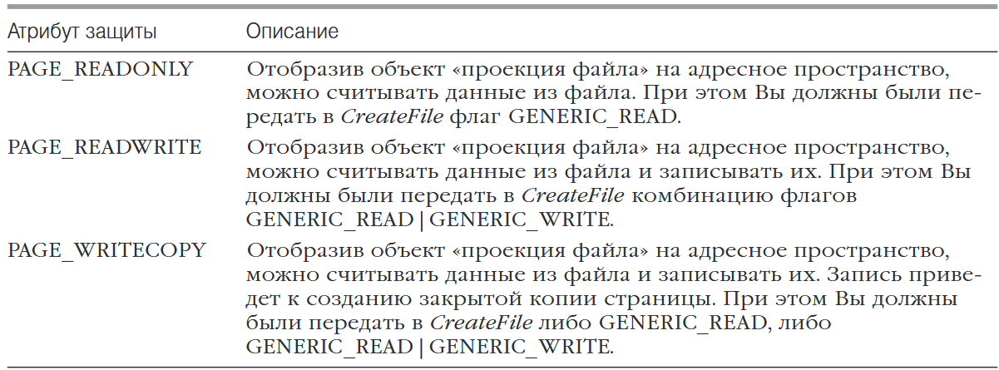 Атрибут защиты Описание
PAGE_READONLY Отобразив объект «проекция файла» на адресное пространство,
можно считывать данные из файла. При этом Вы должны были пе-
редать в CreateFile флаг GENERIC_READ.
PAGE_READWRITE Отобразив объект «проекция файла» на адресное пространство,
можно считывать данные из файла и записывать их. При этом Вы
должны были передать в CreateFile комбинацию флагов
GENERIC_READ | GENERIC_WRITE.
PAGE_WRITECOPY Отобразив объект «проекция файла» на адресное пространство,
можно считывать данные из файла и записывать их. Запись приве-
дет к созданию закрытой копии страницы. При этом Вы должны
были передать в CreateFile либо GENERIC_READ, либо
GENERIC_READ | GENERIC_WRITE.